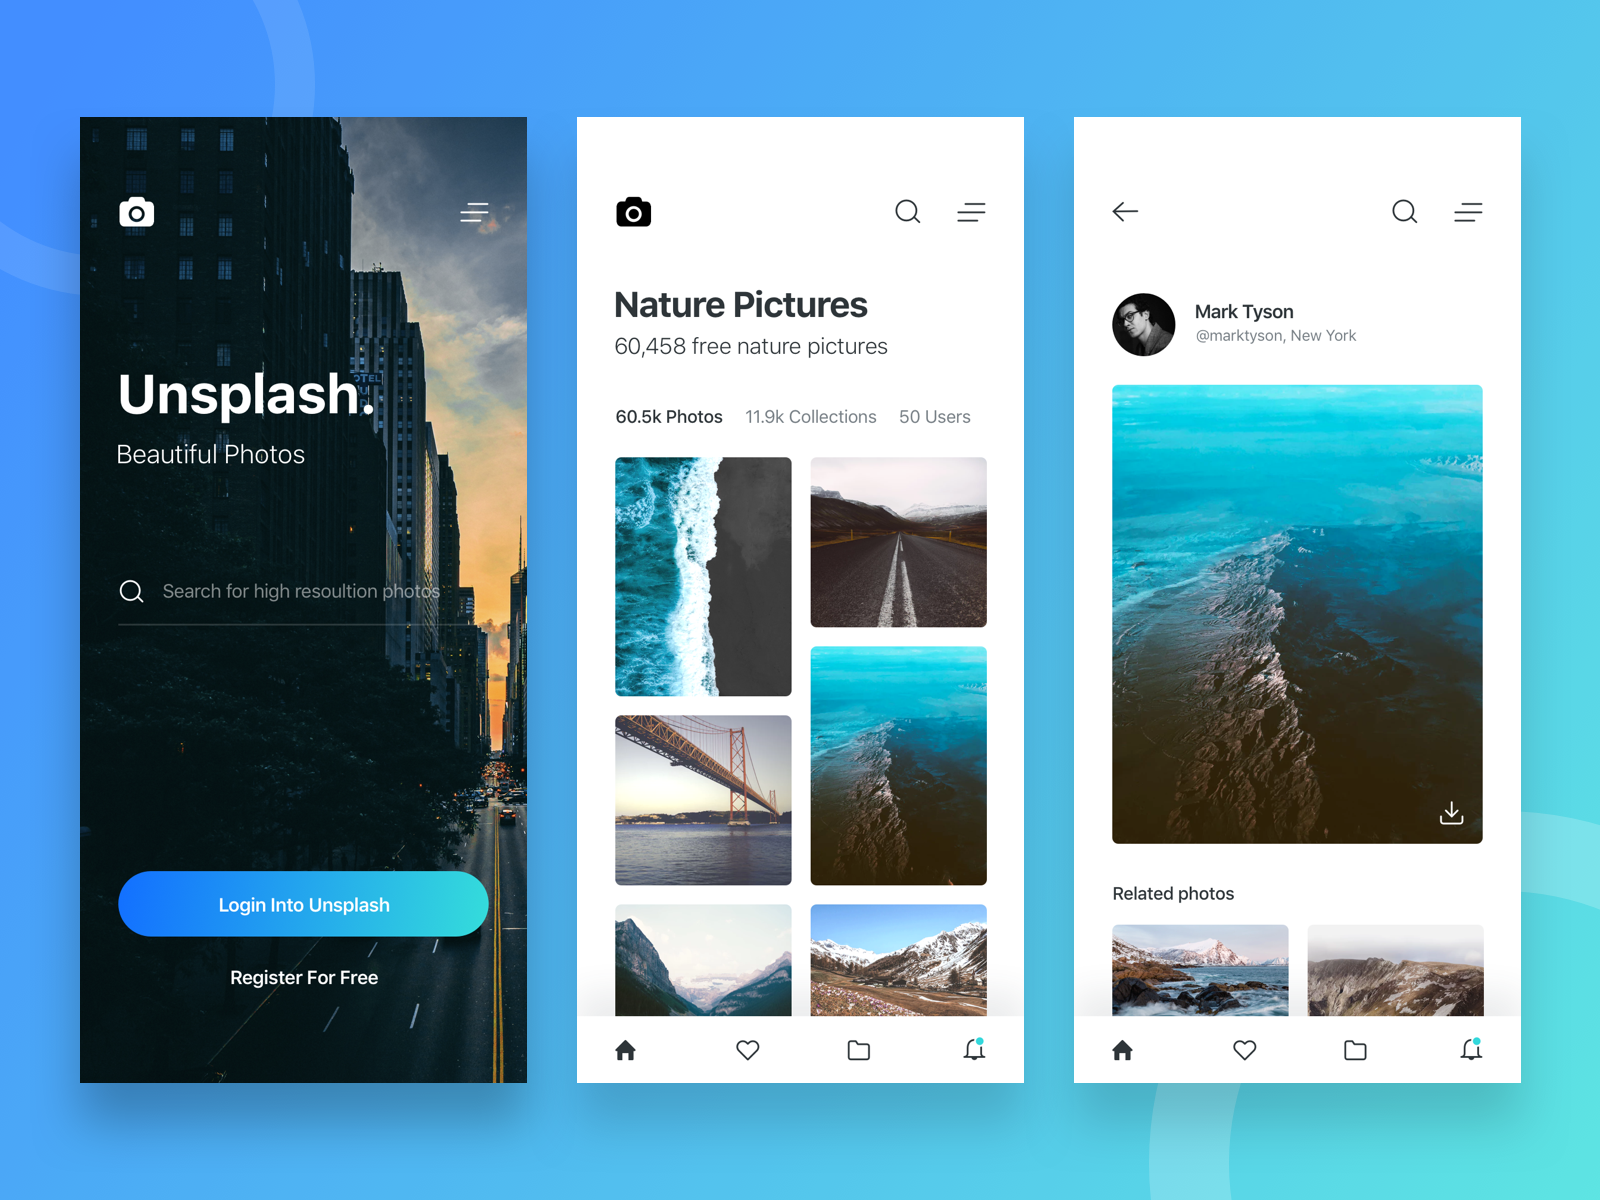 Unsplash.
Beautiful Photos
Search for high resoultion photos
Login Into Unsplash
Register For Free
Nature Pictures
60,458 free nature pictures
60.5k Photos 11.9k Collections 50 Users
Mark Tyson
@marktyson, New York
Related photos